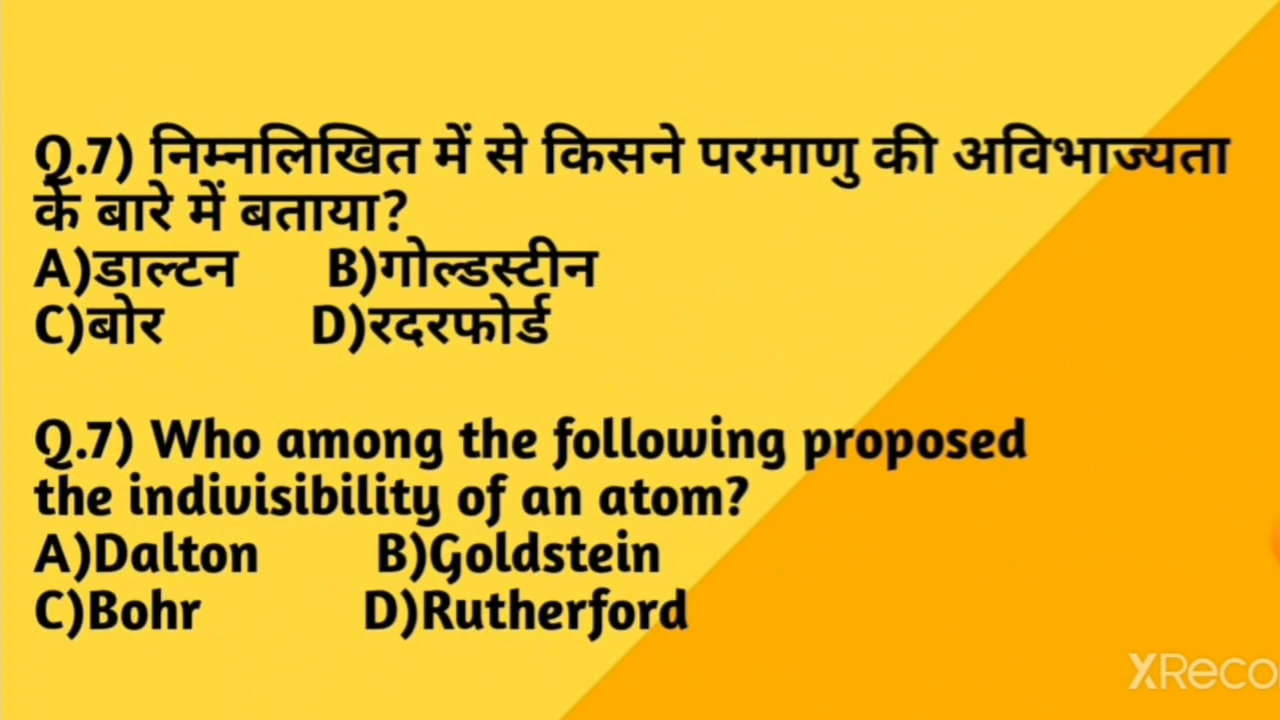 Q.7) निम्नलिखित में से किसने परमाणु की अविभाज्यता
के बारे में बताया?
A)डाल्टन B)गोल्डस्टीन
C)बोर D)रदरफोर्ड
Q.7) Who among the following proposed
the indivisibility of an atom?
A)Dalton B)Goldstein
C)Bohr D)Rutherford
XReco